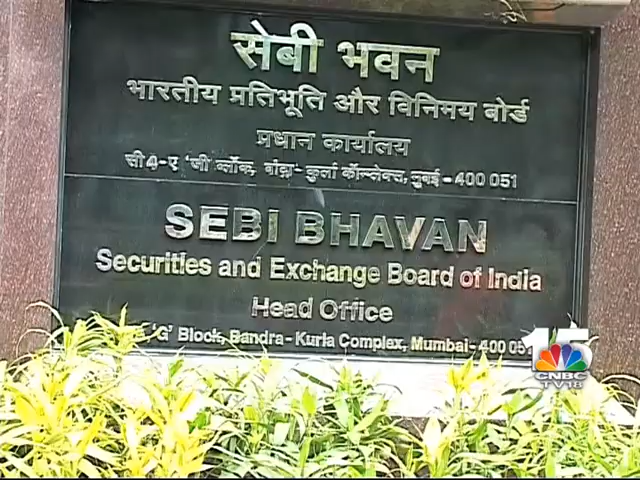 सेबी भवन
भारतीय प्रतिभूति और विनिमय बोर्ड
प्रधान कार्यालय
सी4-ए 'जी' ब्लॉक, बांद्रा-कुर्ला कॉम्प्लेक्स, मुंबई-400 051
SEBI BHAVAN
Securities and Exchange Board of India
Head Office
'G' Block, Bandra-Kurla Complex, Mumbai-400 051
15
CNBC
TV18